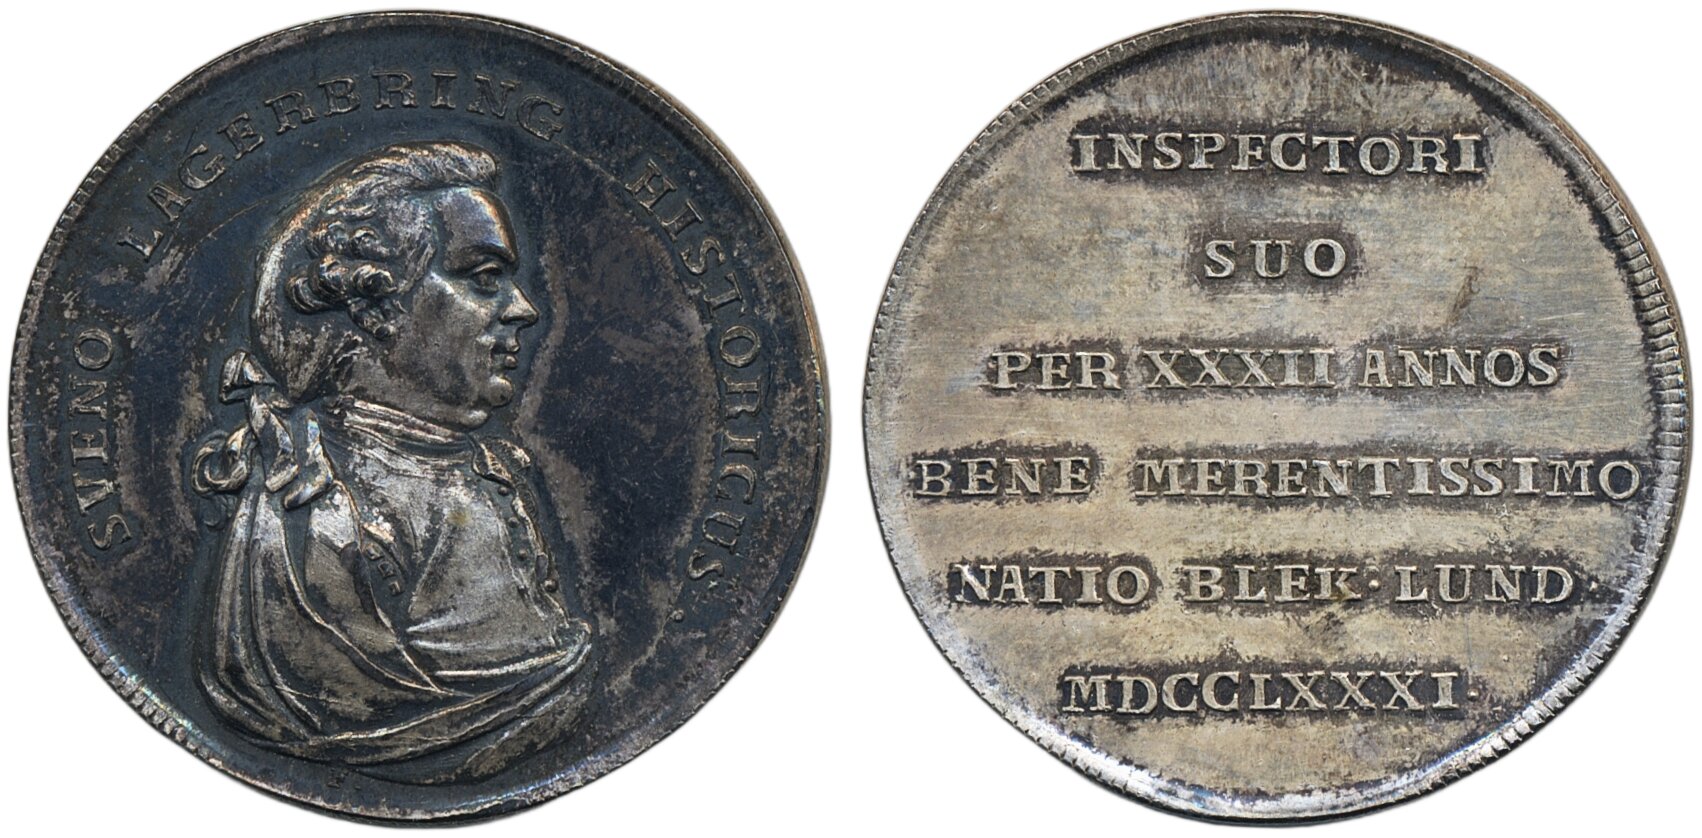 SVENO LAGERBRING HISTORICUS.
INSPECTORI
SUO
PER XXXII ANNOS
BENE MERENTISSIMO
NATIO BLEK·LUND·
MDCCLXXXI·